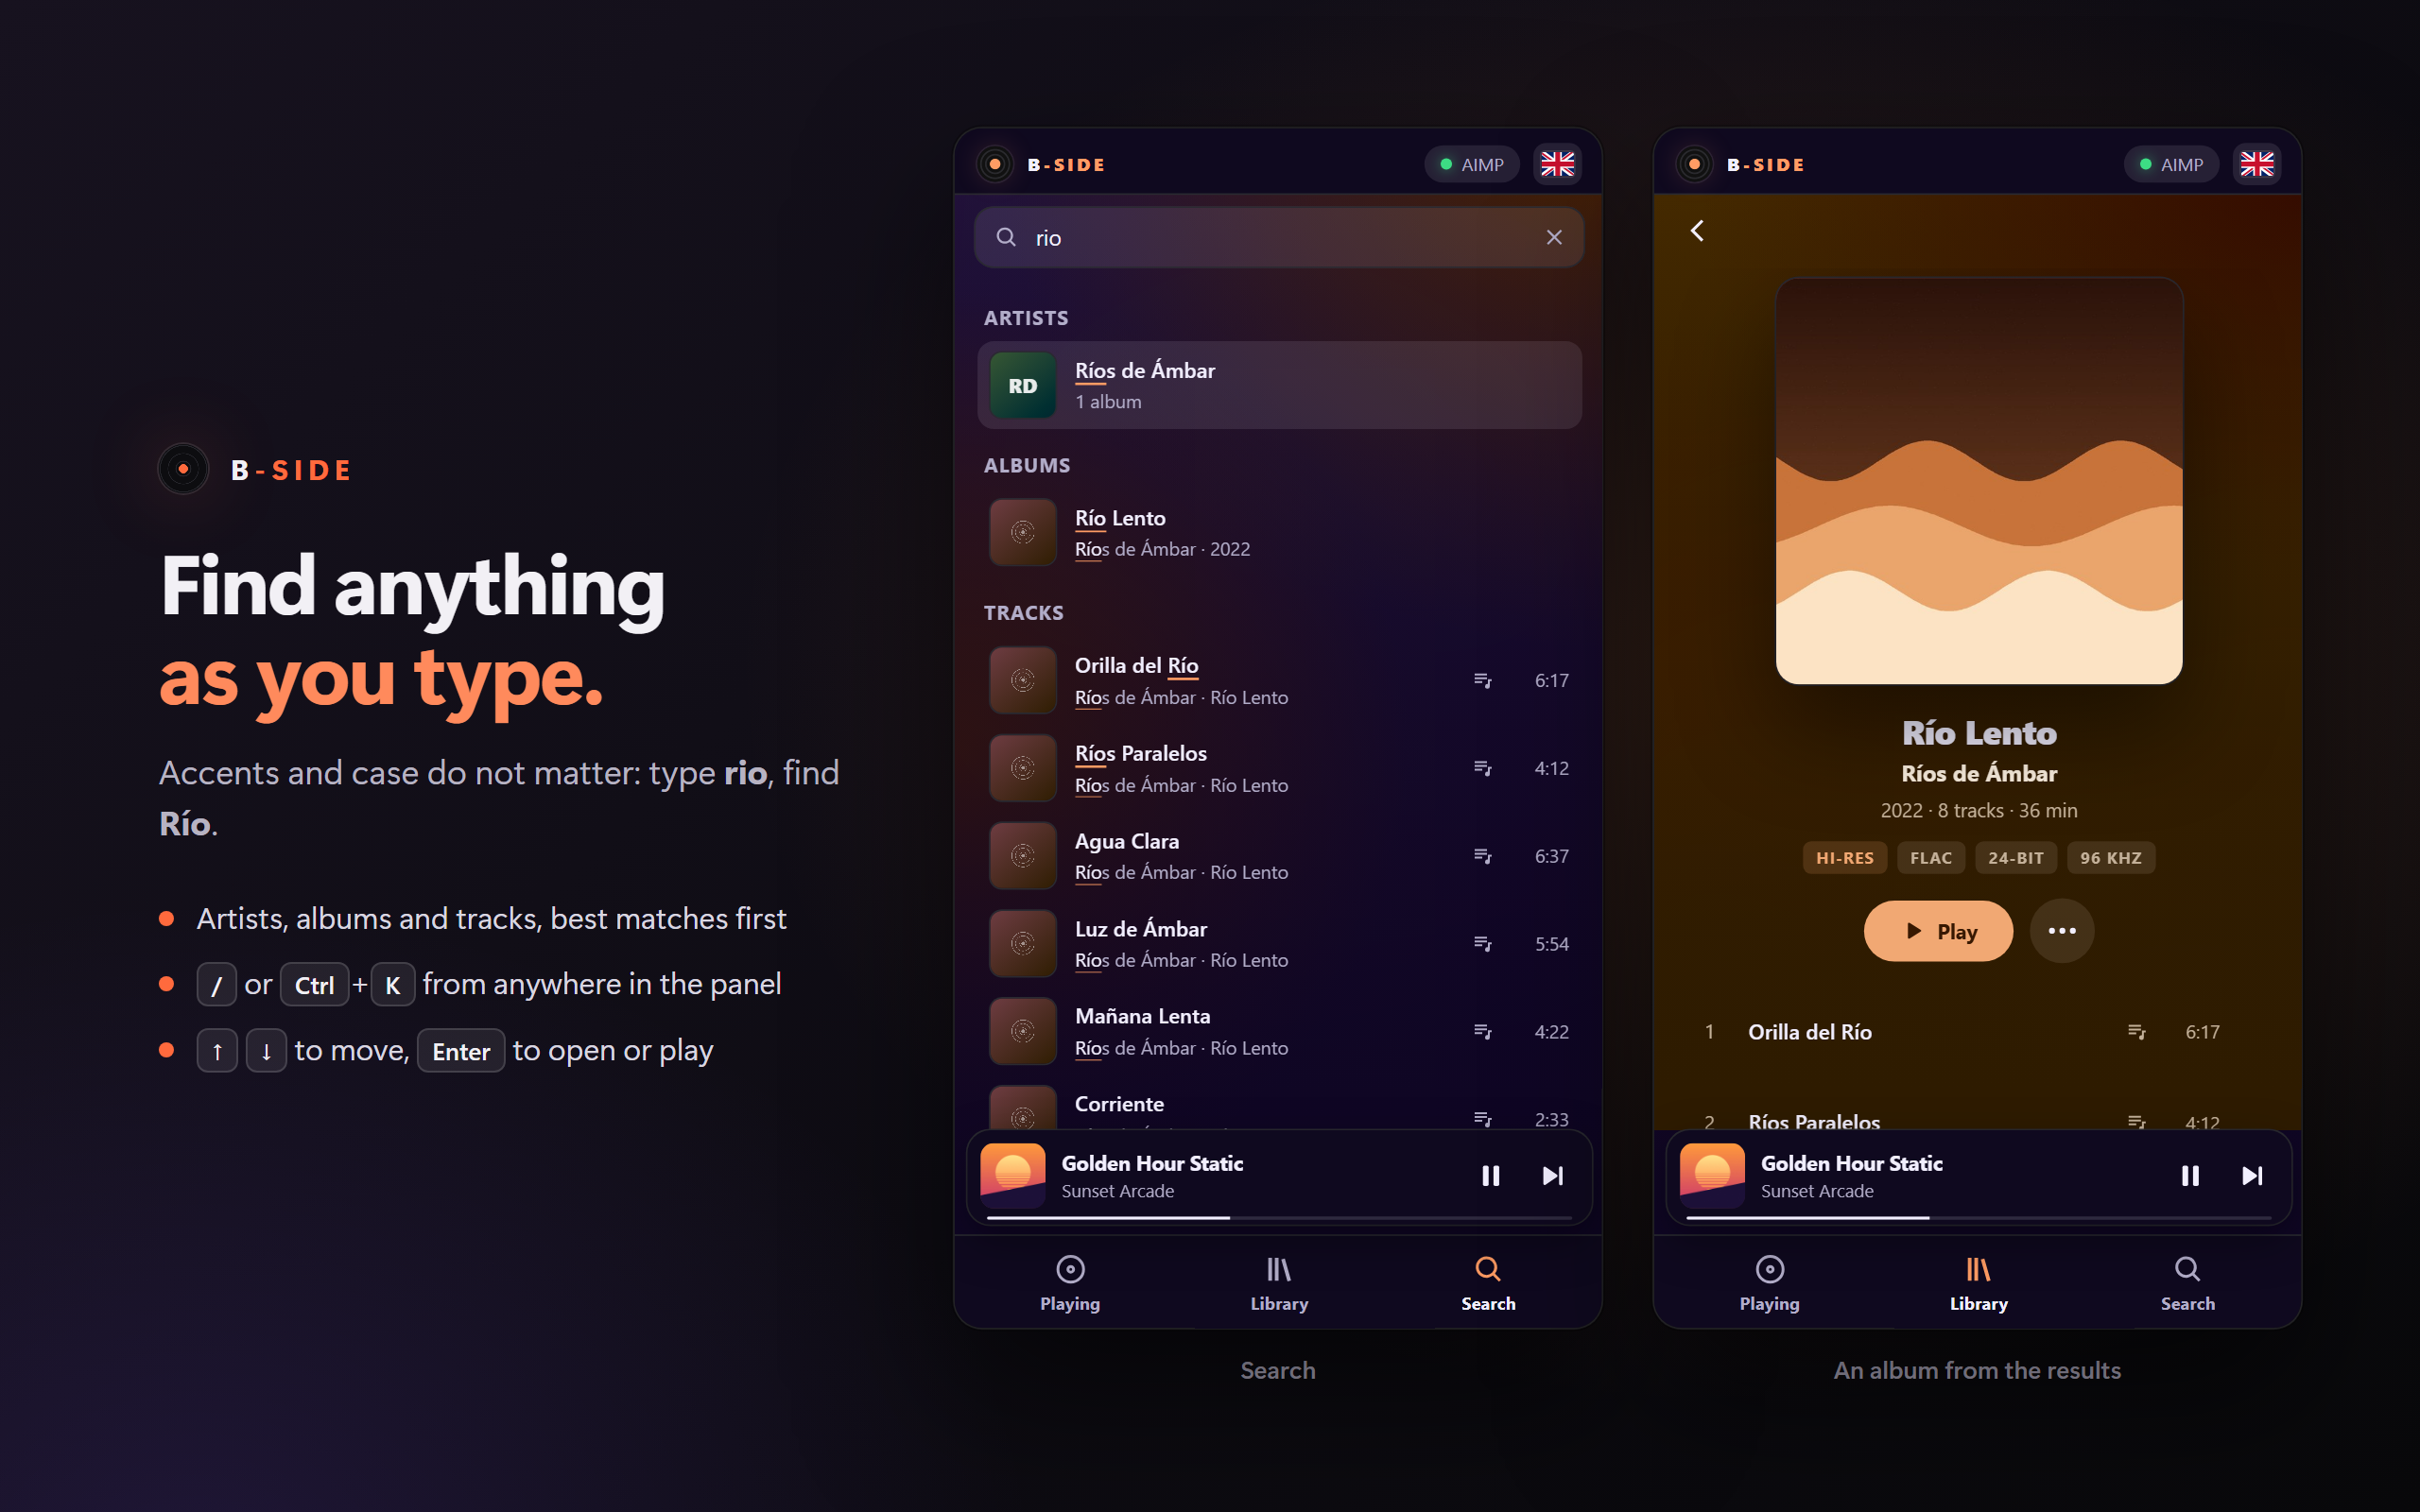 B-SIDE
Find anything
as you type.
Accents and case do not matter: type rio, find
Río.
Artists, albums and tracks, best matches first
/ or Ctrl + K from anywhere in the panel
↑ ↓ to move, Enter to open or play
B-SIDE
AIMP
rio
ARTISTS
RD
Ríos de Ámbar
1 album
ALBUMS
Río Lento
Ríos de Ámbar · 2022
TRACKS
Orilla del Río
Ríos de Ámbar · Río Lento
6:17
Ríos Paralelos
Ríos de Ámbar · Río Lento
4:12
Agua Clara
Ríos de Ámbar · Río Lento
6:37
Luz de Ámbar
Ríos de Ámbar · Río Lento
5:54
Mañana Lenta
Ríos de Ámbar · Río Lento
4:22
Corriente
2:33
Golden Hour Static
Sunset Arcade
Playing
Library
Search
Search
B-SIDE
AIMP
Río Lento
Ríos de Ámbar
2022 · 8 tracks · 36 min
HI-RES FLAC 24-BIT 96 KHZ
Play
1 Orilla del Río 6:17
2 Ríos Paralelos 4:12
Golden Hour Static
Sunset Arcade
Playing
Library
Search
An album from the results